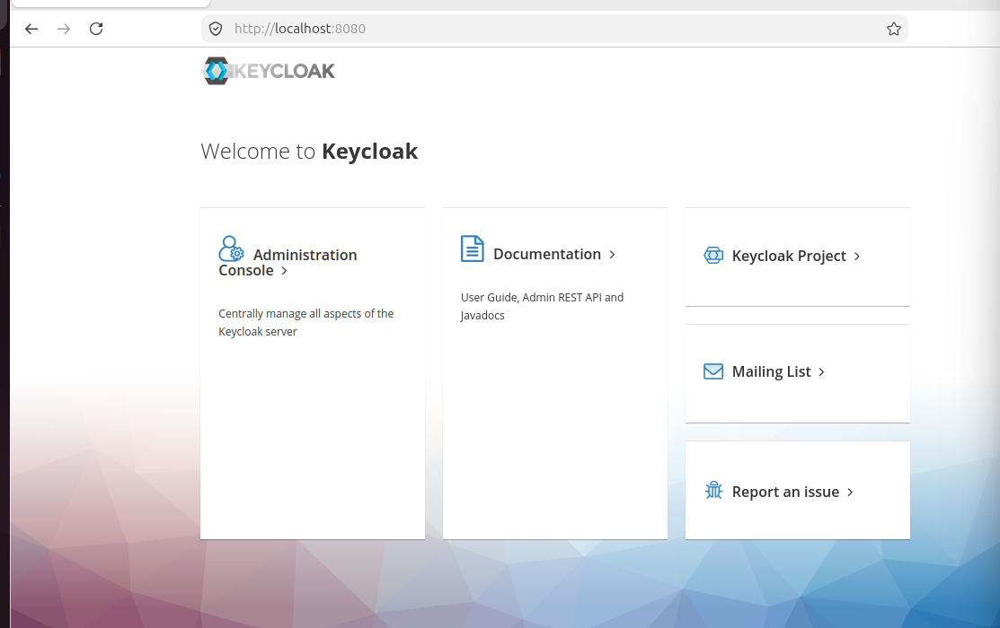 http://localhost:8080
KEYCLOAK
Welcome to Keycloak
Administration
Console
Centrally manage all aspects of the
Keycloak server
Documentation
User Guide, Admin REST API and
Javadocs
Keycloak Project
Mailing List
Report an issue